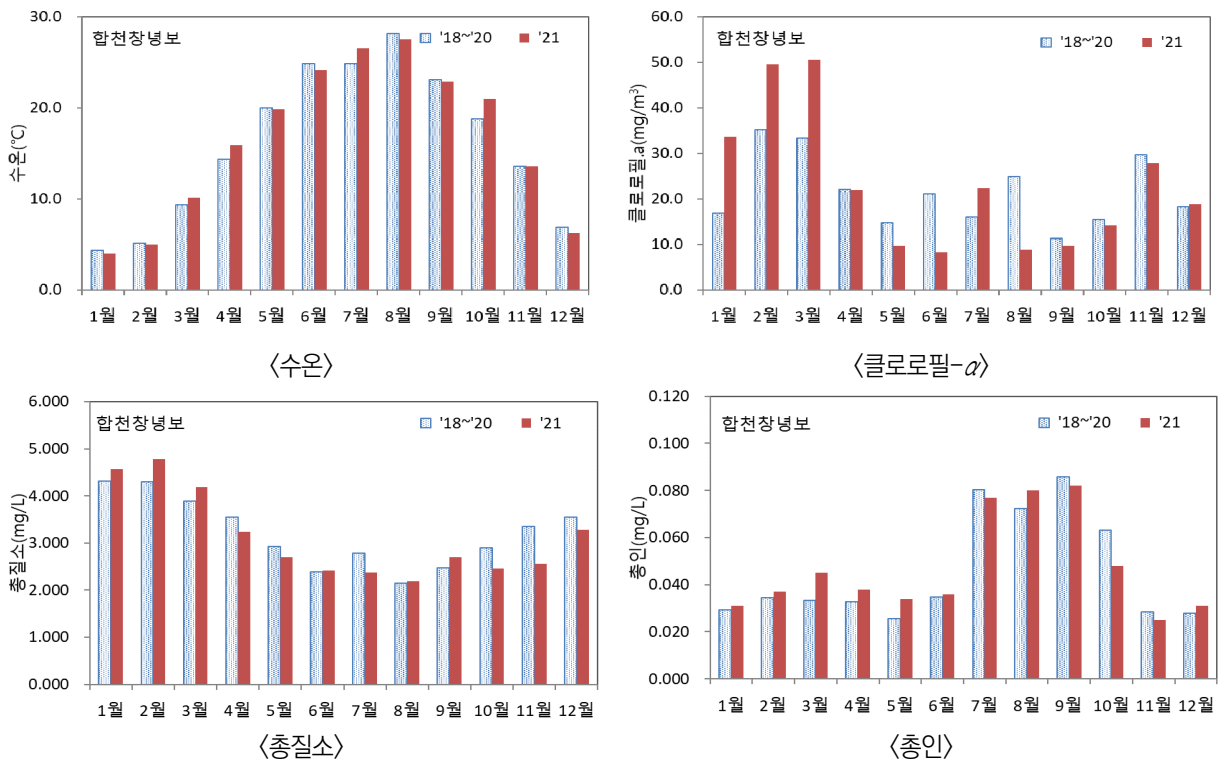 합천창녕보
'18~'20 '21
수온(℃)
30.0
20.0
10.0
0.0
1월 2월 3월 4월 5월 6월 7월 8월 9월 10월 11월 12월
〈수온〉
합천창녕보
'18~'20 '21
클로로필.a(mg/m³)
60.0
50.0
40.0
30.0
20.0
10.0
0.0
1월 2월 3월 4월 5월 6월 7월 8월 9월 10월 11월 12월
〈클로로필-α〉
합천창녕보
'18~'20 '21
총질소(mg/L)
6.000
5.000
4.000
3.000
2.000
1.000
0.000
1월 2월 3월 4월 5월 6월 7월 8월 9월 10월 11월 12월
〈총질소〉
합천창녕보
'18~'20 '21
총인(mg/L)
0.120
0.100
0.080
0.060
0.040
0.020
0.000
1월 2월 3월 4월 5월 6월 7월 8월 9월 10월 11월 12월
〈총인〉